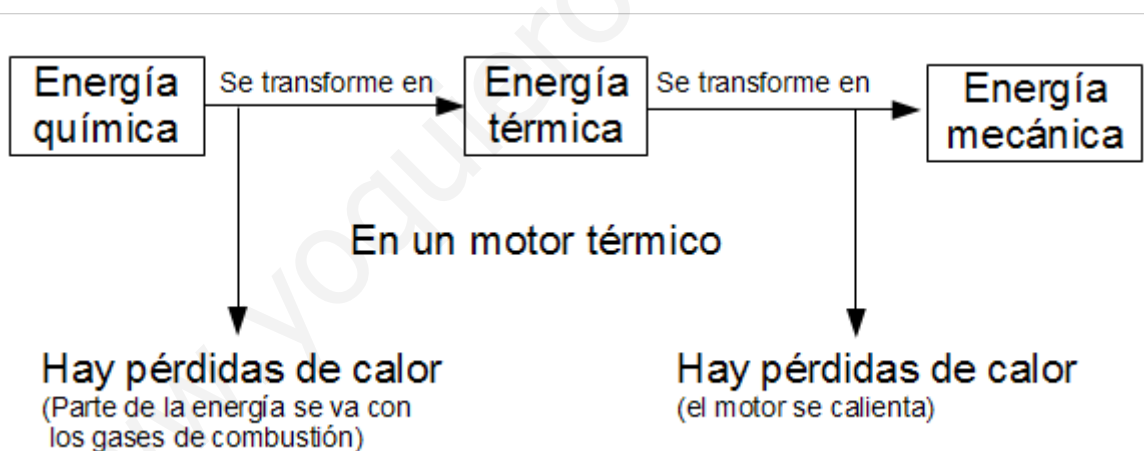 Energía
química
Se transforme en
Energía
térmica
Se transforme en
Energía
mecánica
En un motor térmico
Hay pérdidas de calor
(Parte de la energía se va con
los gases de combustión)
Hay pérdidas de calor
(el motor se calienta)
www.yoquiero